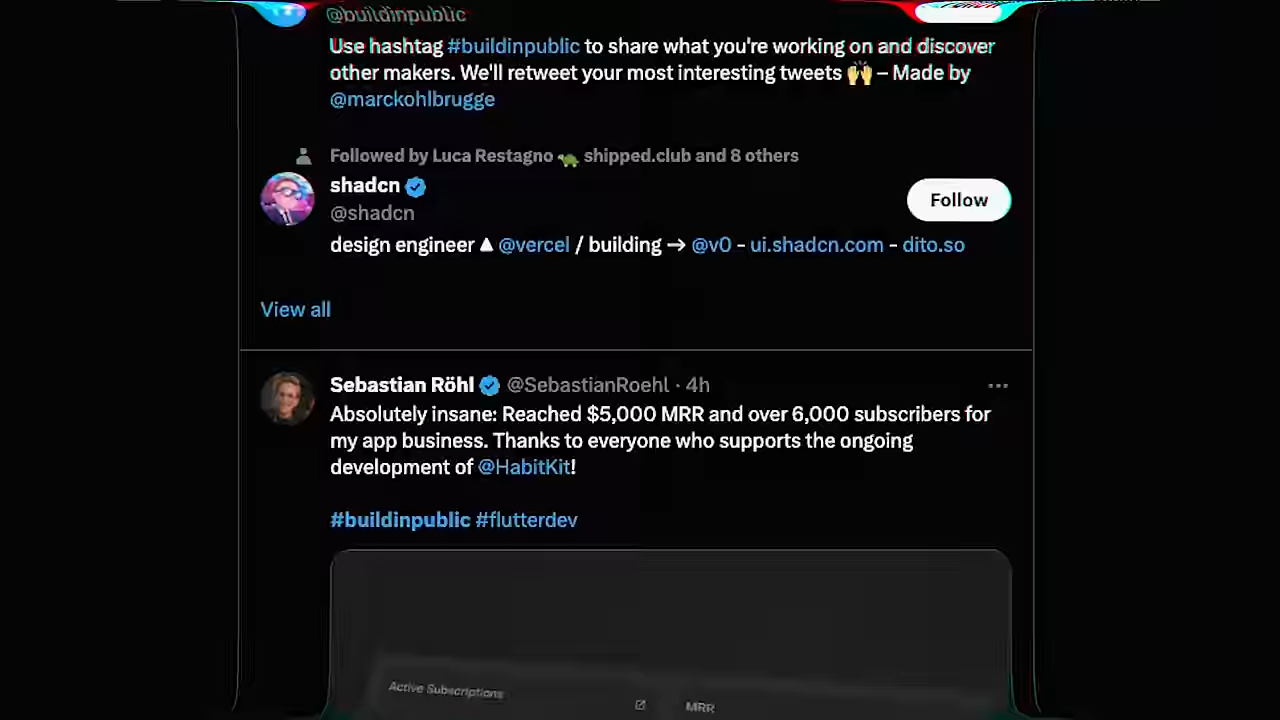 @buildinpublic
Use hashtag #buildinpublic to share what you're working on and discover
other makers. We'll retweet your most interesting tweets 🙌 – Made by
@marckohlbrugge
Followed by Luca Restagno 🐢 shipped.club and 8 others
shadcn
@shadcn
Follow
design engineer ▲ @vercel / building → @v0 - ui.shadcn.com - dito.so
View all
Sebastian Röhl @SebastianRoehl · 4h
Absolutely insane: Reached $5,000 MRR and over 6,000 subscribers for
my app business. Thanks to everyone who supports the ongoing
development of @HabitKit!
#buildinpublic #flutterdev
Active Subscriptions
MRR